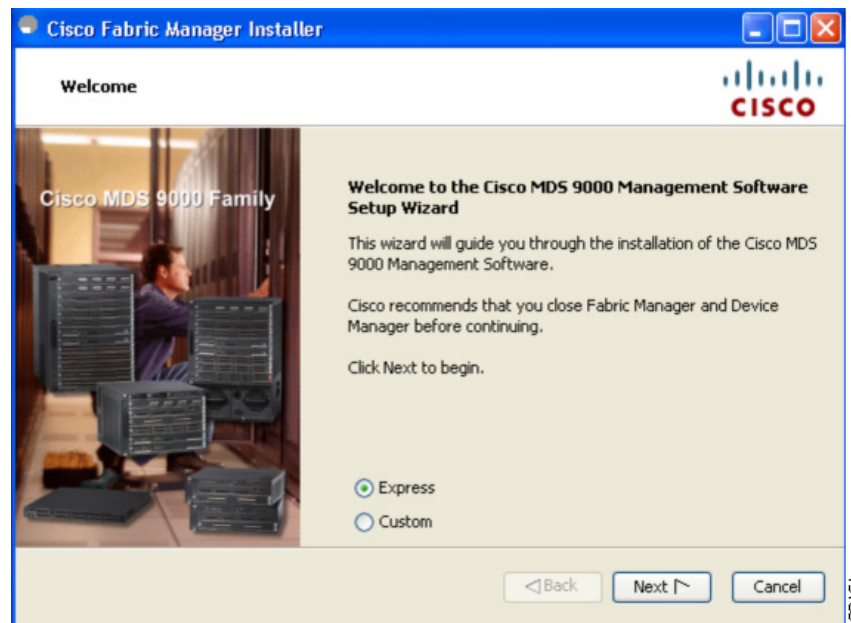 Cisco Fabric Manager Installer
Welcome
CISCO
Cisco MDS 9000 Family
Welcome to the Cisco MDS 9000 Management Software
Setup Wizard
This wizard will guide you through the installation of the Cisco MDS
9000 Management Software.
Cisco recommends that you close Fabric Manager and Device
Manager before continuing.
Click Next to begin.
Express
Custom
Back
Next
Cancel